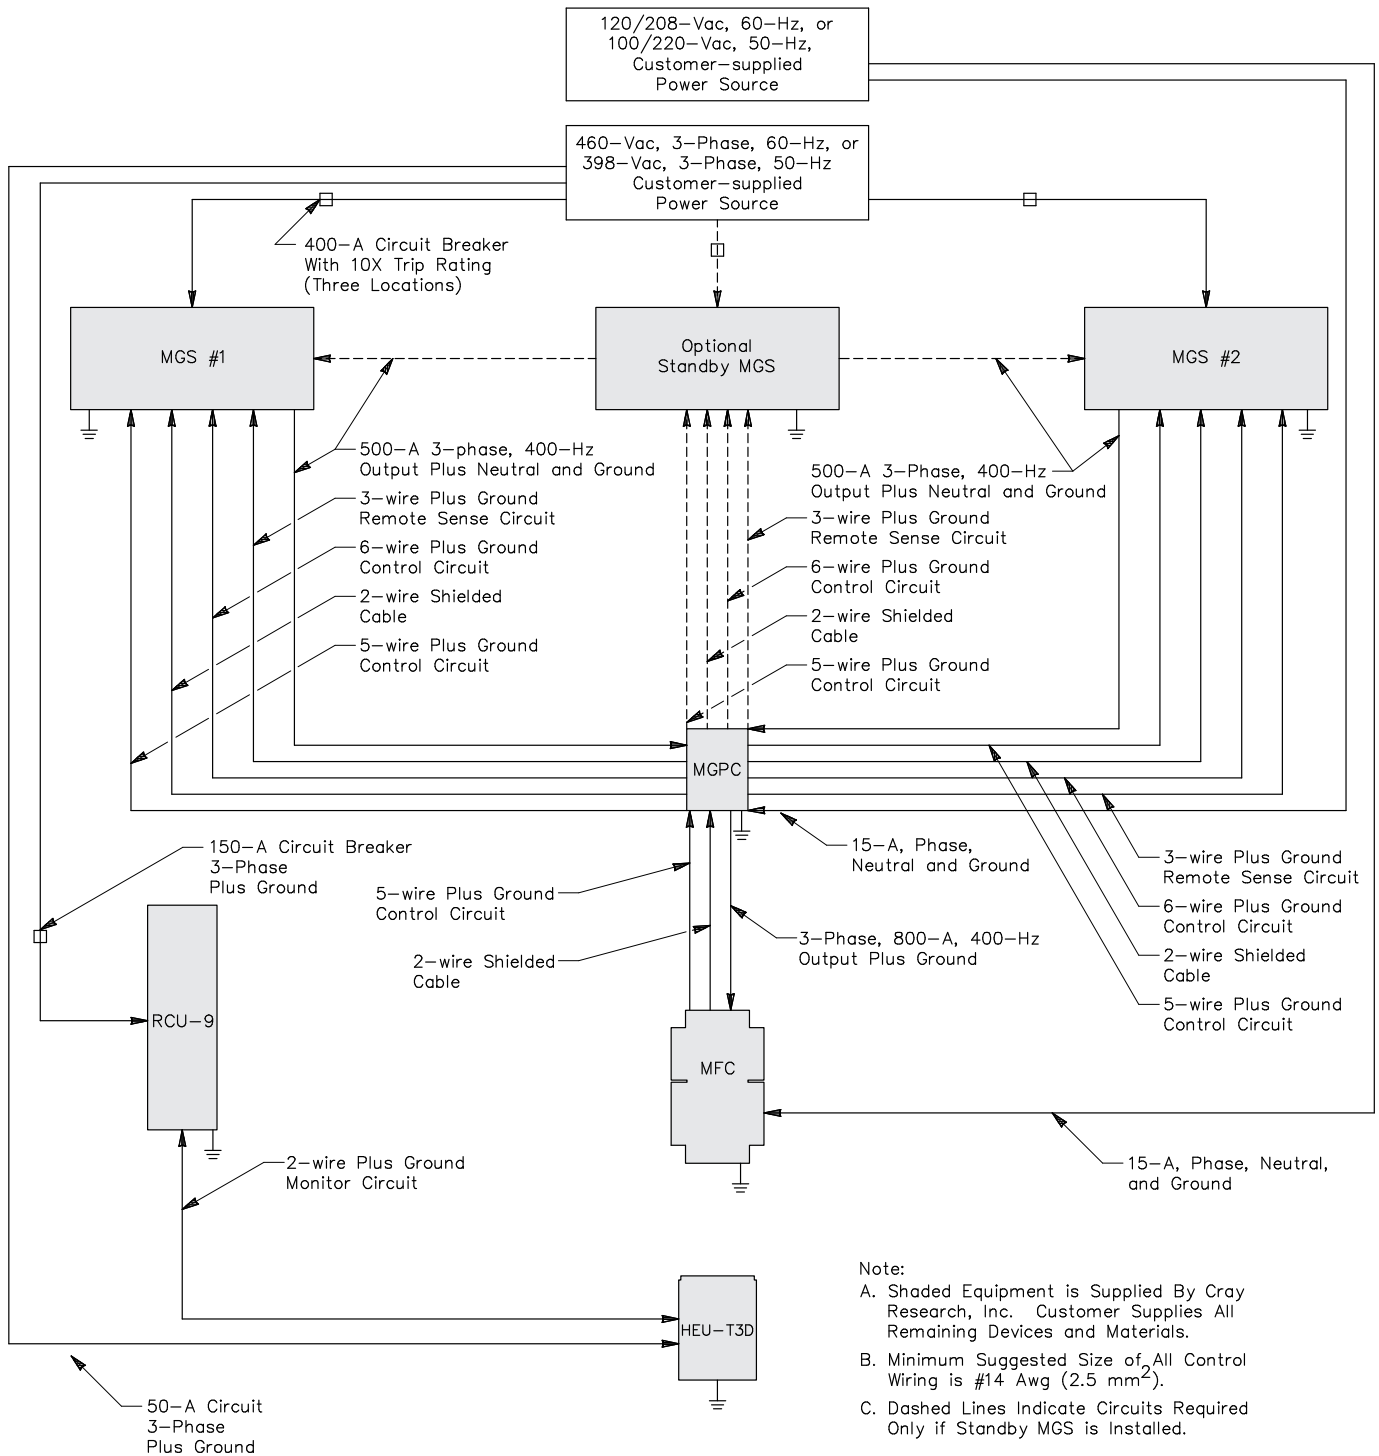 120/208-Vac, 60-Hz, or
100/220-Vac, 50-Hz,
Customer-supplied
Power Source
460-Vac, 3-Phase, 60-Hz, or
398-Vac, 3-Phase, 50-Hz
Customer-supplied
Power Source
400-A Circuit Breaker
With 10X Trip Rating
(Three Locations)
MGS #1
Optional
Standby MGS
MGS #2
500-A 3-phase, 400-Hz
Output Plus Neutral and Ground
3-wire Plus Ground
Remote Sense Circuit
6-wire Plus Ground
Control Circuit
2-wire Shielded
Cable
5-wire Plus Ground
Control Circuit
500-A 3-Phase, 400-Hz
Output Plus Neutral and Ground
3-wire Plus Ground
Remote Sense Circuit
6-wire Plus Ground
Control Circuit
2-wire Shielded
Cable
5-wire Plus Ground
Control Circuit
MGPC
150-A Circuit Breaker
3-Phase
Plus Ground
5-wire Plus Ground
Control Circuit
2-wire Shielded
Cable
15-A, Phase,
Neutral and Ground
3-Phase, 800-A, 400-Hz
Output Plus Ground
3-wire Plus Ground
Remote Sense Circuit
6-wire Plus Ground
Control Circuit
2-wire Shielded
Cable
5-wire Plus Ground
Control Circuit
RCU-9
MFC
2-wire Plus Ground
Monitor Circuit
15-A, Phase, Neutral,
and Ground
HEU-T3D
50-A Circuit
3-Phase
Plus Ground
Note:
A. Shaded Equipment is Supplied By Cray
Research, Inc. Customer Supplies All
Remaining Devices and Materials.
B. Minimum Suggested Size of All Control
Wiring is #14 Awg (2.5 mm²).
C. Dashed Lines Indicate Circuits Required
Only if Standby MGS is Installed.